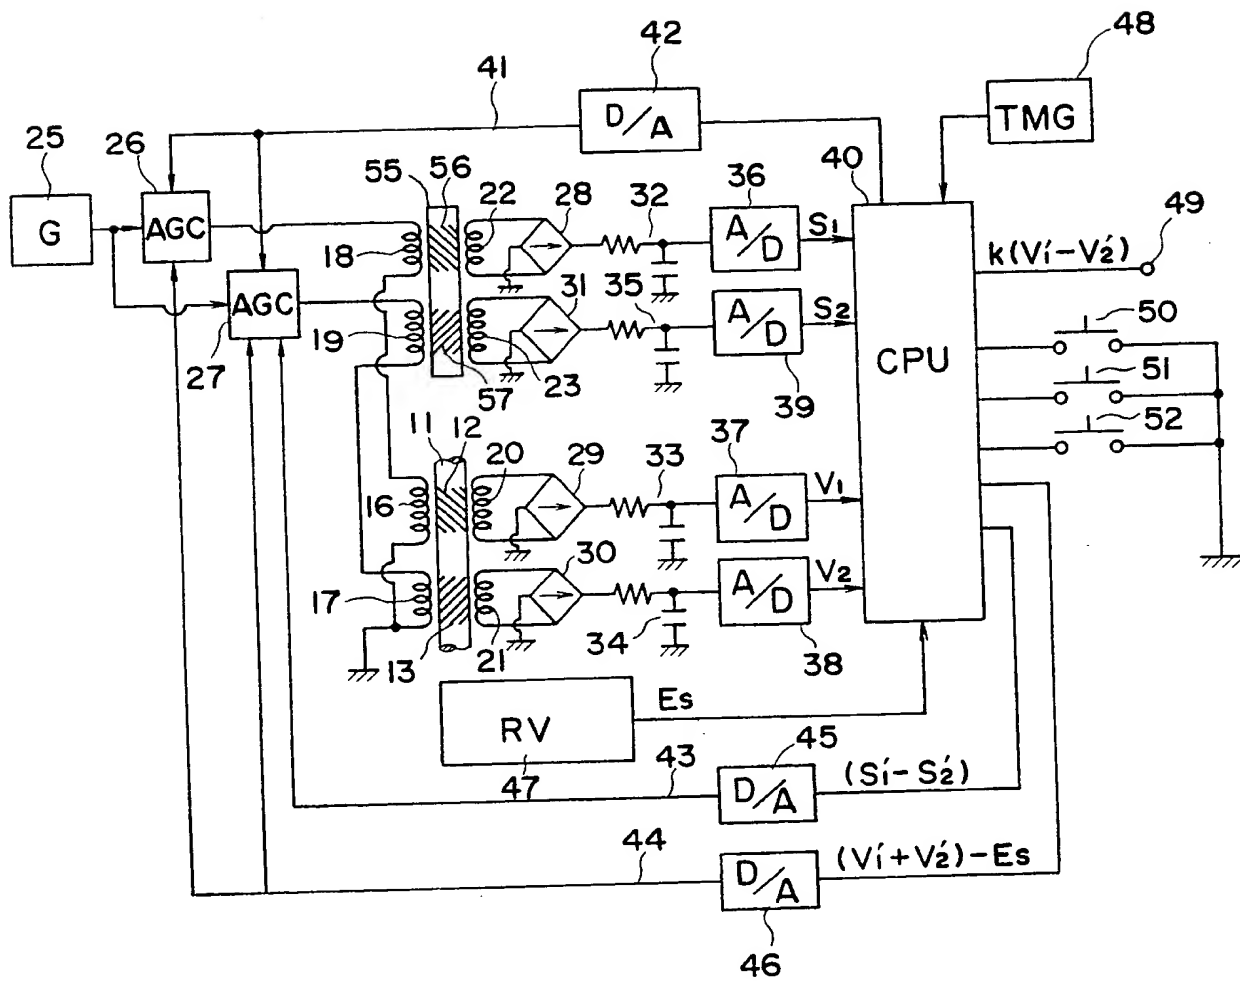 42
48
41
D/A
TMG
25
26
55
56
22
28
32
36
40
49
G
AGC
A/D
S1
k(V1′−V2′)
18
AGC
31
35
A/D
S2
50
27
19
57
23
39
CPU
51
11
12
20
29
33
37
52
16
A/D
V1
30
17
A/D
V2
13
21
34
38
RV
Es
47
43
45
D/A
(S1′−S2′)
44
D/A
(V1′+V2′)−Es
46